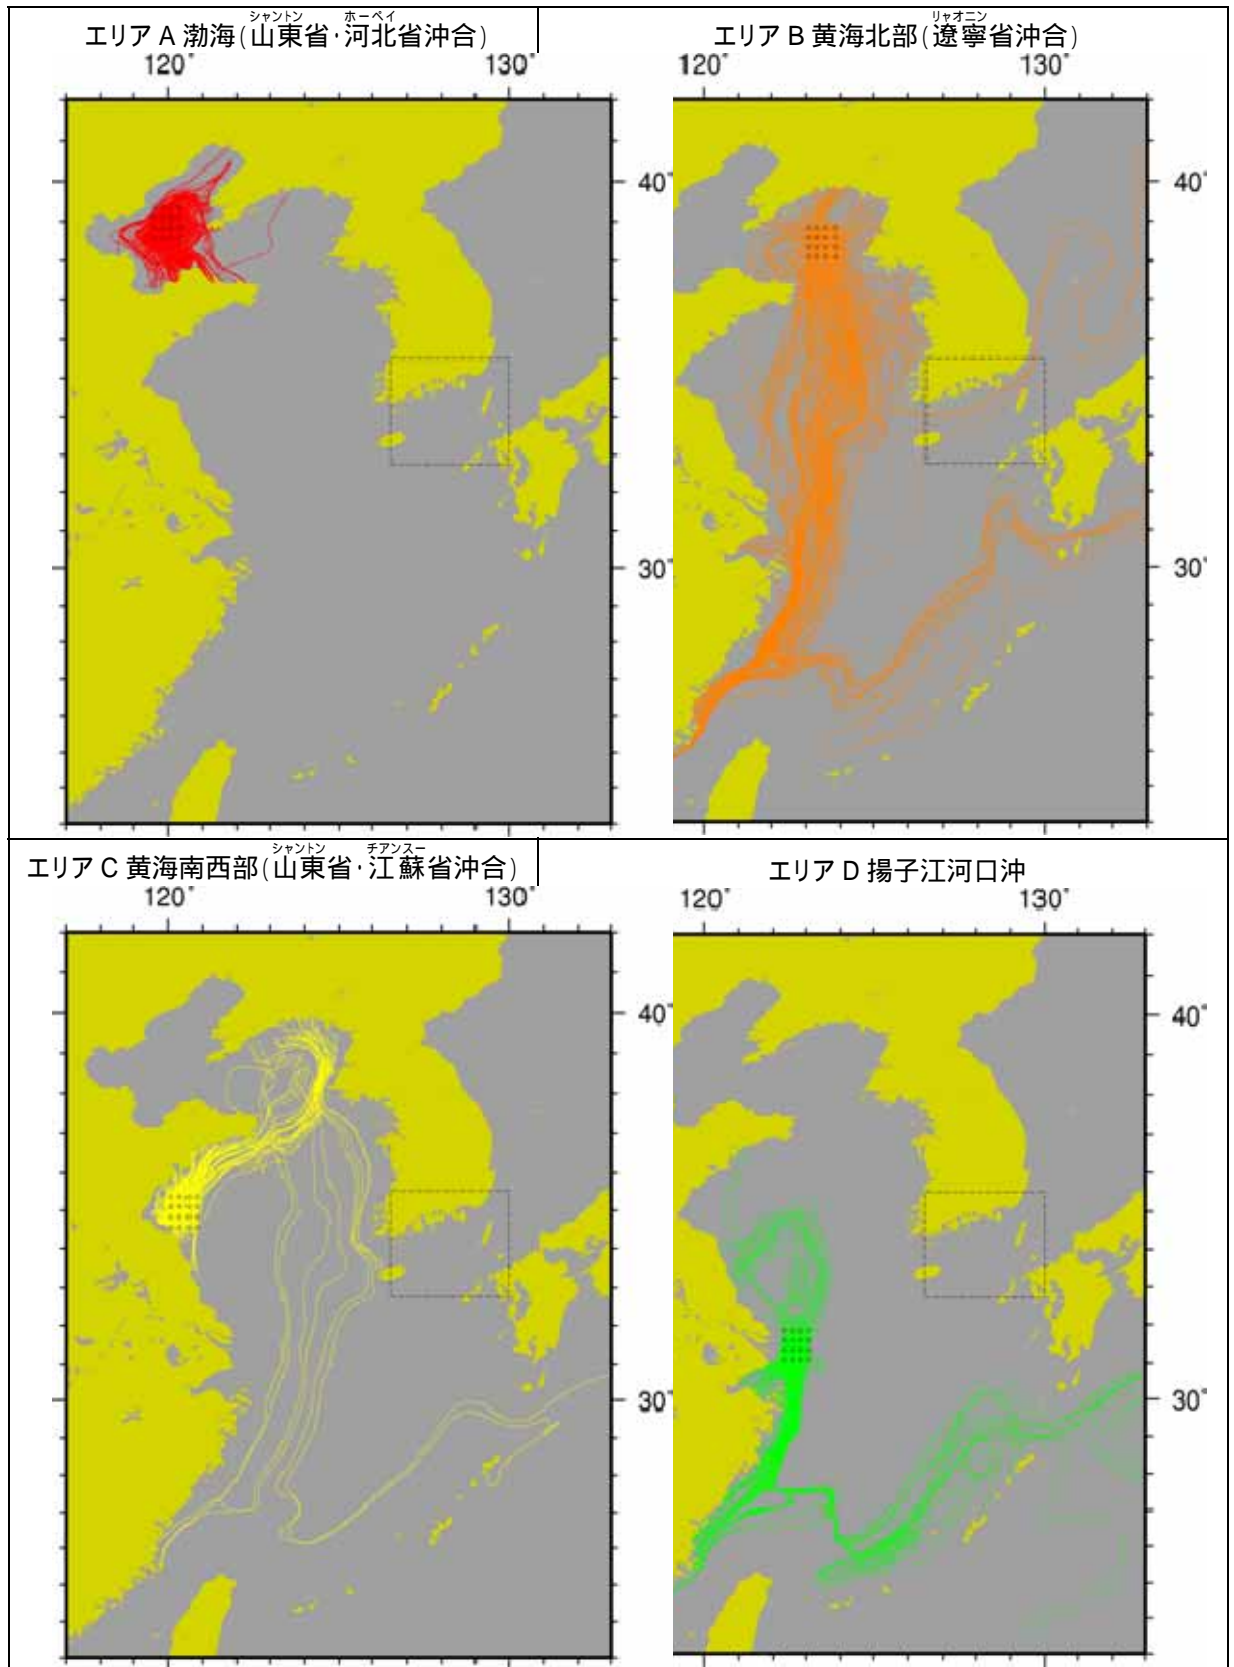 シャントン ホーペイ
エリア A 渤海(山東省・河北省沖合)
120° 130°
40°
30°
リャオニン
エリア B 黄海北部(遼寧省沖合)
120° 130°
40°
30°
シャントン チアンスー
エリア C 黄海南西部(山東省・江蘇省沖合)
120° 130°
40°
30°
エリア D 揚子江河口沖
120° 130°
40°
30°